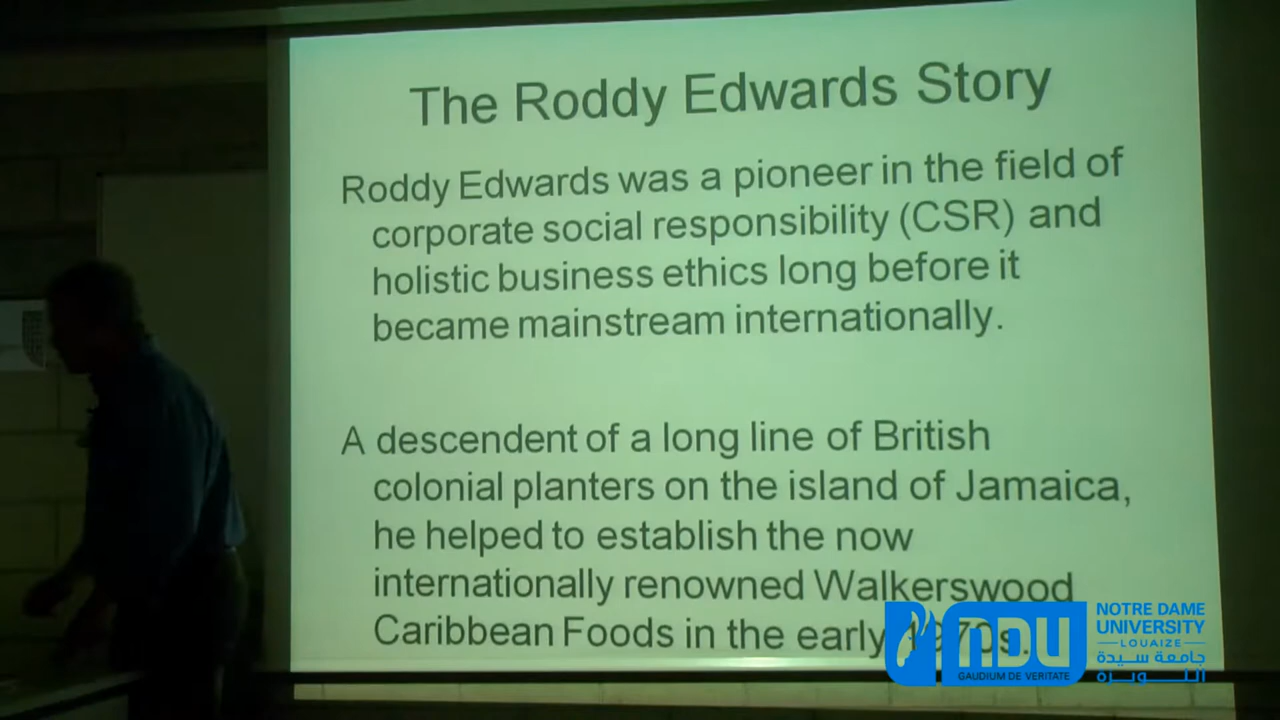 The Roddy Edwards Story
Roddy Edwards was a pioneer in the field of
corporate social responsibility (CSR) and
holistic business ethics long before it
became mainstream internationally.
A descendent of a long line of British
colonial planters on the island of Jamaica,
he helped to establish the now
internationally renowned Walkerswood
Caribbean Foods in the early 1970s.
NDU
GAUDIUM DE VERITATE
NOTRE DAME
UNIVERSITY
LOUAIZE
جامعة سيدة
اللويزة